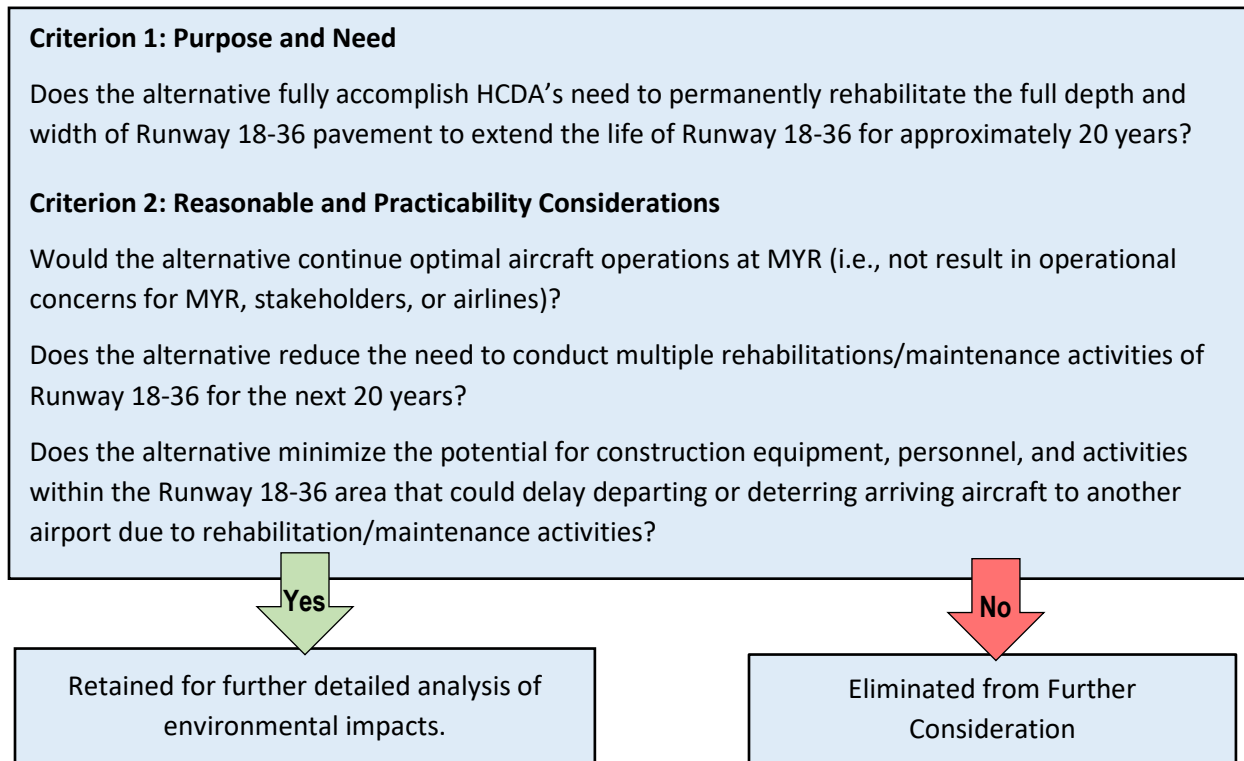 Criterion 1: Purpose and Need
Does the alternative fully accomplish HCDA’s need to permanently rehabilitate the full depth and
width of Runway 18-36 pavement to extend the life of Runway 18-36 for approximately 20 years?
Criterion 2: Reasonable and Practicability Considerations
Would the alternative continue optimal aircraft operations at MYR (i.e., not result in operational
concerns for MYR, stakeholders, or airlines)?
Does the alternative reduce the need to conduct multiple rehabilitations/maintenance activities of
Runway 18-36 for the next 20 years?
Does the alternative minimize the potential for construction equipment, personnel, and activities
within the Runway 18-36 area that could delay departing or deterring arriving aircraft to another
airport due to rehabilitation/maintenance activities?
Yes
No
Retained for further detailed analysis of
environmental impacts.
Eliminated from Further
Consideration